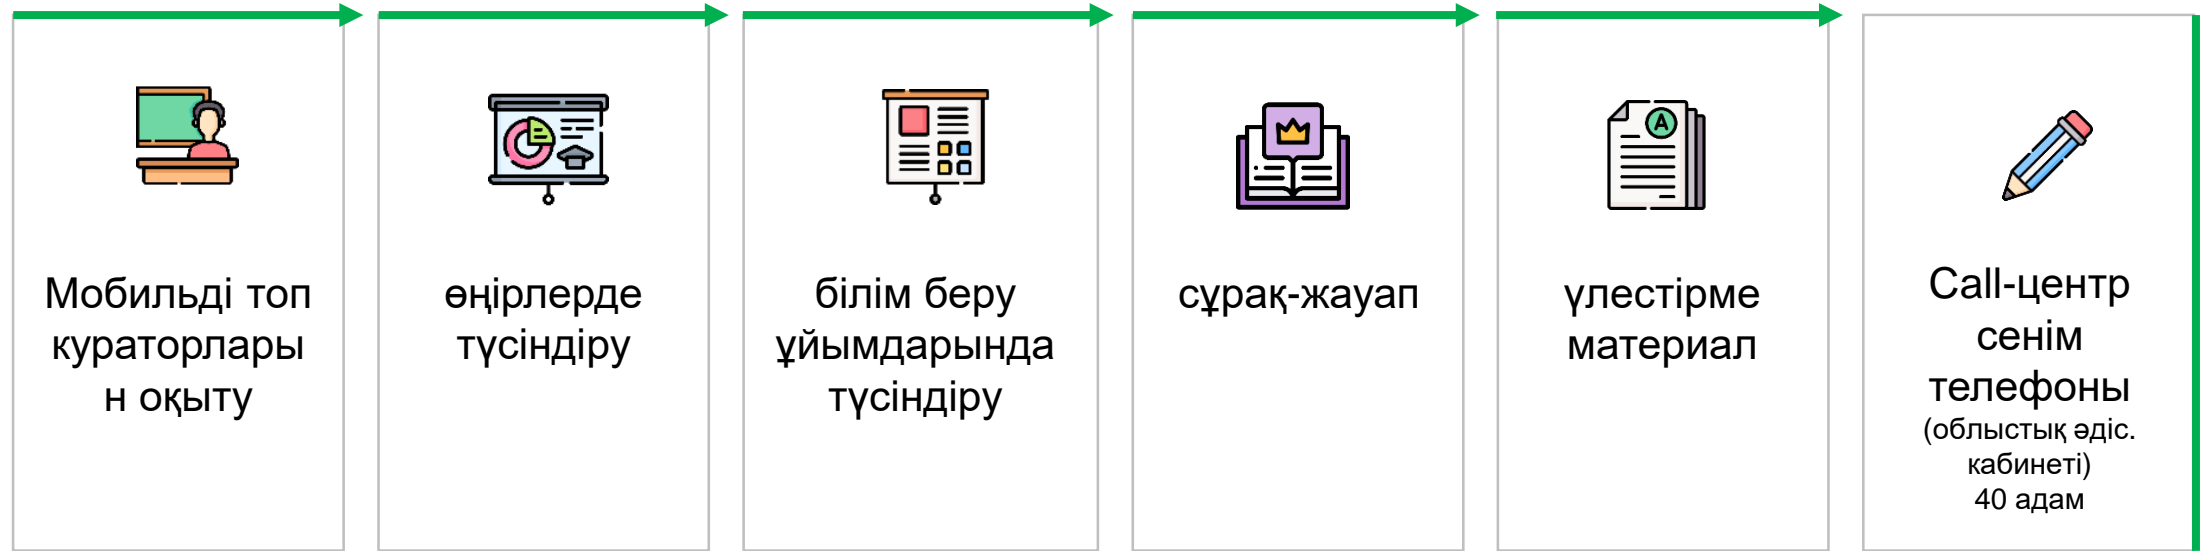 Мобильді топ
кураторлары
н оқыту
өңірлерде
түсіндіру
білім беру
ұйымдарында
түсіндіру
сұрақ-жауап
A
үлестірме
материал
Call-центр
сенім
телефоны
(облыстық әдіс.
кабинеті)
40 адам